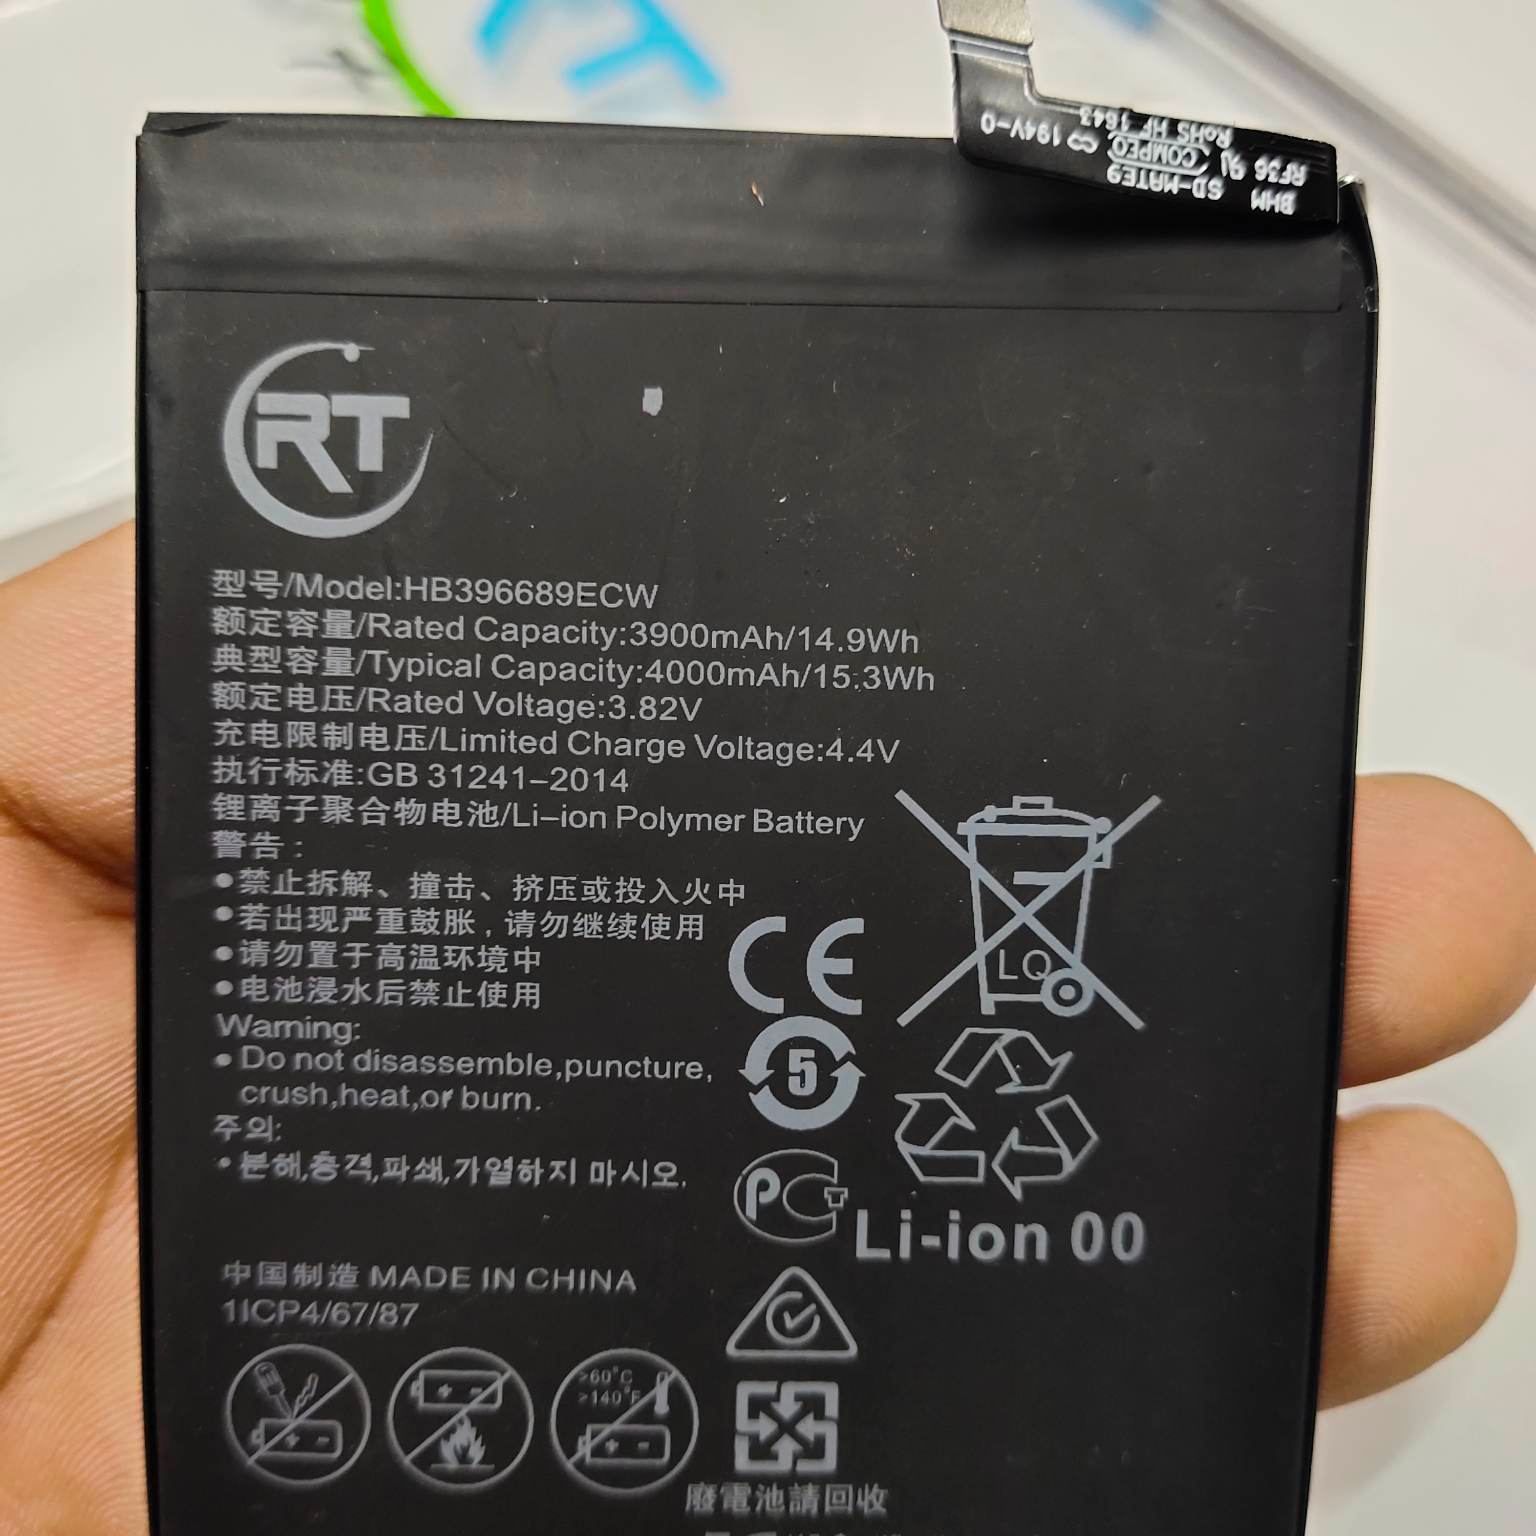 BHM
SD-MATE9
RF36
COMPEQ 194V-0
RoHS HF 1643
RT
型号/Model:HB396689ECW
额定容量/Rated Capacity:3900mAh/14.9Wh
典型容量/Typical Capacity:4000mAh/15.3Wh
额定电压/Rated Voltage:3.82V
充电限制电压/Limited Charge Voltage:4.4V
执行标准:GB 31241-2014
锂离子聚合物电池/Li-ion Polymer Battery
警告:
•禁止拆解、撞击、挤压或投入火中
•若出现严重鼓胀,请勿继续使用
•请勿置于高温环境中
•电池浸水后禁止使用
Warning:
•Do not disassemble,puncture,
crush,heat,or burn.
주의:
•분해,충격,파쇄,가열하지 마시오.
CE
LQ
5
PCT
Li-ion 00
中国制造 MADE IN CHINA
1ICP4/67/87
>60°C
>140°F
廢電池請回收